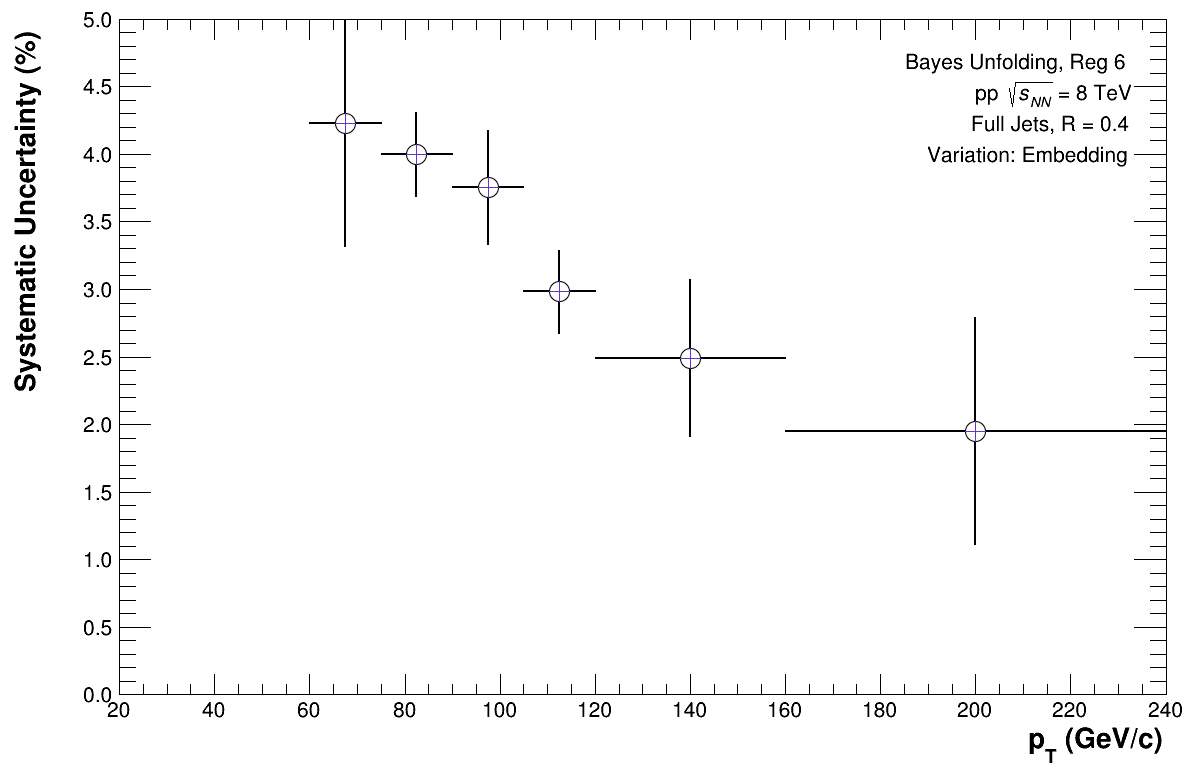 Systematic Uncertainty (%)
5.0
4.5
4.0
3.5
3.0
2.5
2.0
1.5
1.0
0.5
0.0
Bayes Unfolding, Reg 6
pp √s_NN = 8 TeV
Full Jets, R = 0.4
Variation: Embedding
20 40 60 80 100 120 140 160 180 200 220 240
p_T (GeV/c)